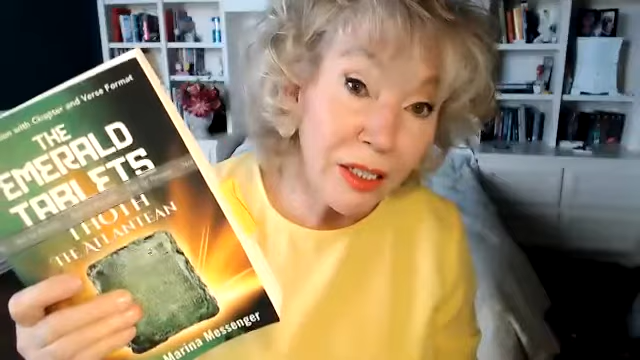 with Chapter and Verse Format
THE
EMERALD
TABLETS
THOTH
THE ATLANTEAN
Marina Messenger